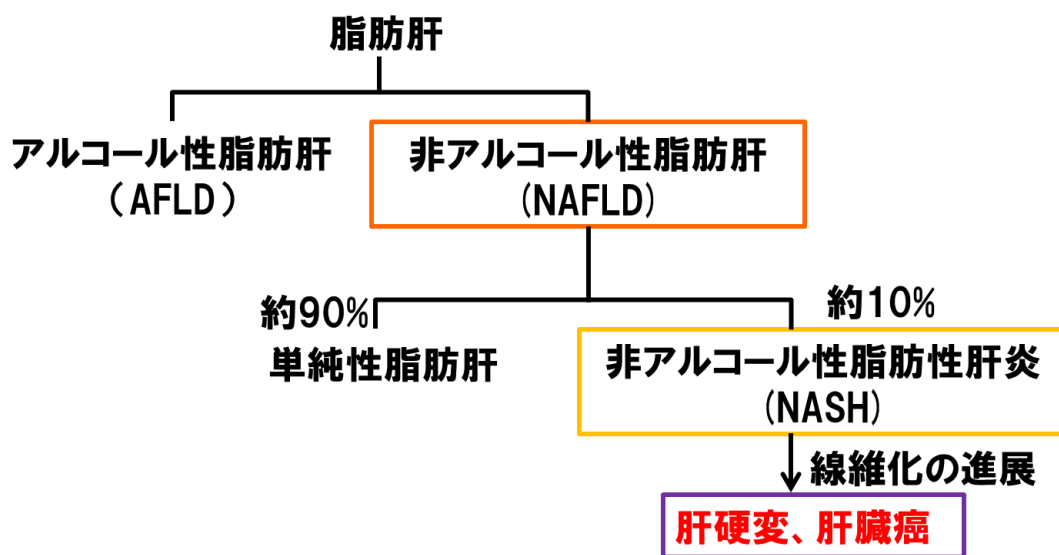 脂肪肝
アルコール性脂肪肝
（AFLD）
非アルコール性脂肪肝
(NAFLD)
約90%
単純性脂肪肝
約10%
非アルコール性脂肪性肝炎
(NASH)
線維化の進展
肝硬変、肝臓癌